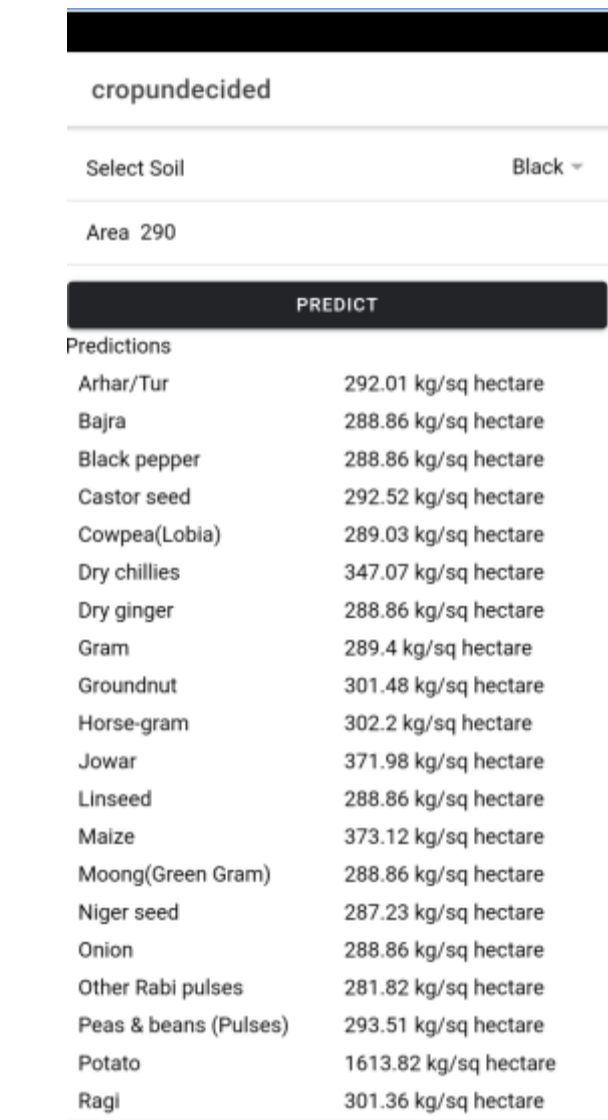 cropundecided
Select Soil Black
Area 290
PREDICT
Predictions
Arhar/Tur 292.01 kg/sq hectare
Bajra 288.86 kg/sq hectare
Black pepper 288.86 kg/sq hectare
Castor seed 292.52 kg/sq hectare
Cowpea(Lobia) 289.03 kg/sq hectare
Dry chillies 347.07 kg/sq hectare
Dry ginger 288.86 kg/sq hectare
Gram 289.4 kg/sq hectare
Groundnut 301.48 kg/sq hectare
Horse-gram 302.2 kg/sq hectare
Jowar 371.98 kg/sq hectare
Linseed 288.86 kg/sq hectare
Maize 373.12 kg/sq hectare
Moong(Green Gram) 288.86 kg/sq hectare
Niger seed 287.23 kg/sq hectare
Onion 288.86 kg/sq hectare
Other Rabi pulses 281.82 kg/sq hectare
Peas & beans (Pulses) 293.51 kg/sq hectare
Potato 1613.82 kg/sq hectare
Ragi 301.36 kg/sq hectare